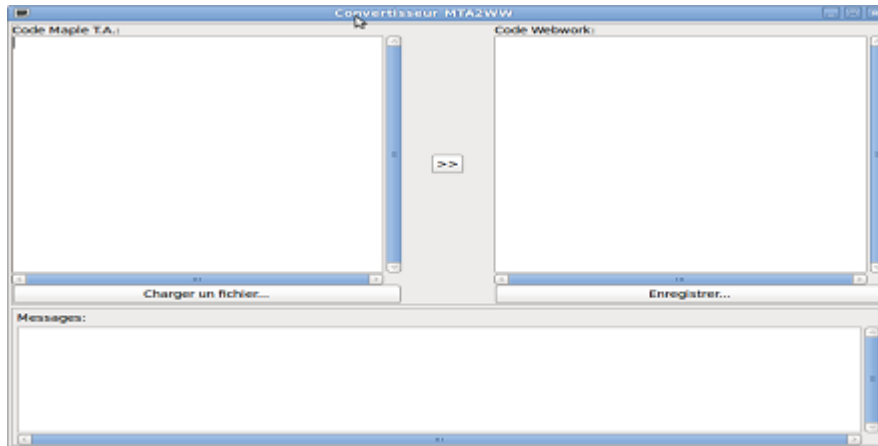 Convertisseur MTA2WW
Code Maple T.A.:
Code Webwork:
>>
Charger un fichier...
Enregistrer...
Messages: